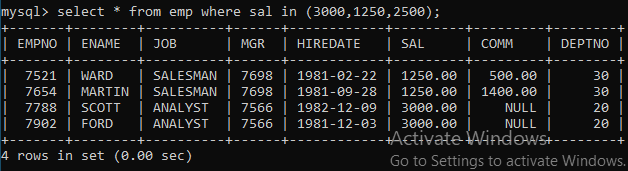 mysql> select * from emp where sal in (3000,1250,2500);
+-------+--------+----------+------+------------+---------+---------+--------+
| EMPNO | ENAME | JOB | MGR | HIREDATE | SAL | COMM | DEPTNO |
+-------+--------+----------+------+------------+---------+---------+--------+
| 7521 | WARD | SALESMAN | 7698 | 1981-02-22 | 1250.00 | 500.00 | 30 |
| 7654 | MARTIN | SALESMAN | 7698 | 1981-09-28 | 1250.00 | 1400.00 | 30 |
| 7788 | SCOTT | ANALYST | 7566 | 1982-12-09 | 3000.00 | NULL | 20 |
| 7902 | FORD | ANALYST | 7566 | 1981-12-03 | 3000.00 | NULL | 20 |
+-------+--------+----------+------+------------+---------+---------+--------+
4 rows in set (0.00 sec)
Activate Windows
Go to Settings to activate Windows.